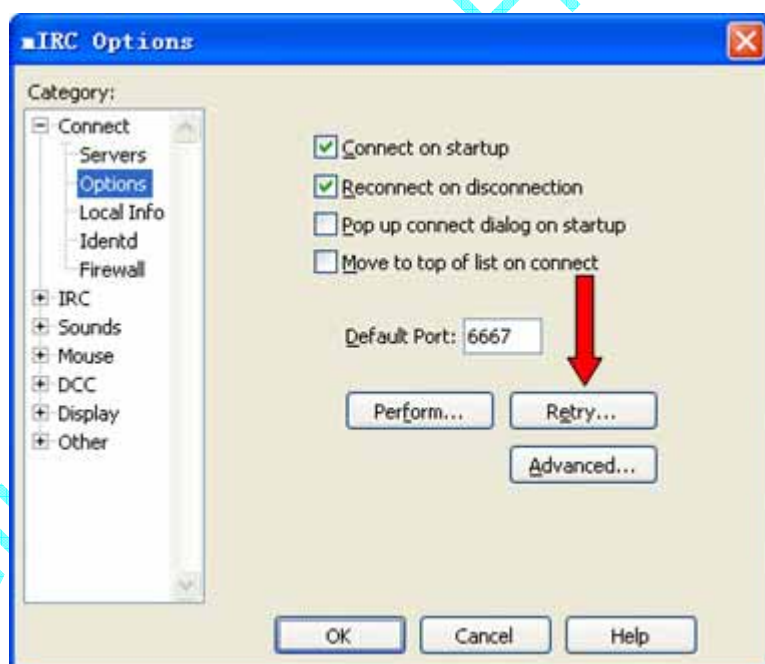 mIRC Options
Category:
Connect
Servers
Options
Local Info
Identd
Firewall
IRC
Sounds
Mouse
DCC
Display
Other
Connect on startup
Reconnect on disconnection
Pop up connect dialog on startup
Move to top of list on connect
Default Port: 6667
Perform... Retry...
Advanced...
OK Cancel Help